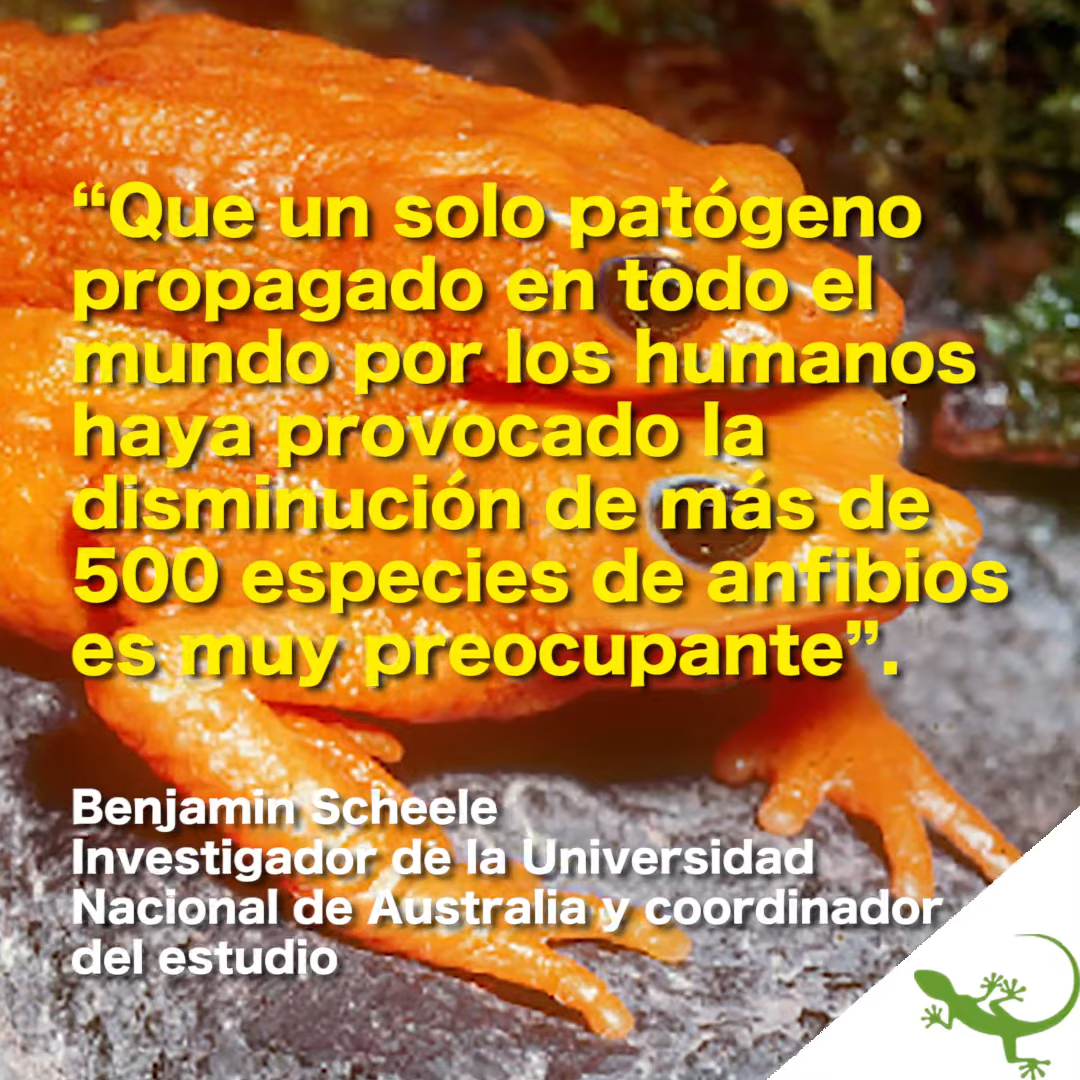 “Que un solo patógeno
propagado en todo el
mundo por los humanos
haya provocado la
disminución de más de
500 especies de anfibios
es muy preocupante”.
Benjamin Scheele
Investigador de la Universidad
Nacional de Australia y coordinador
del estudio